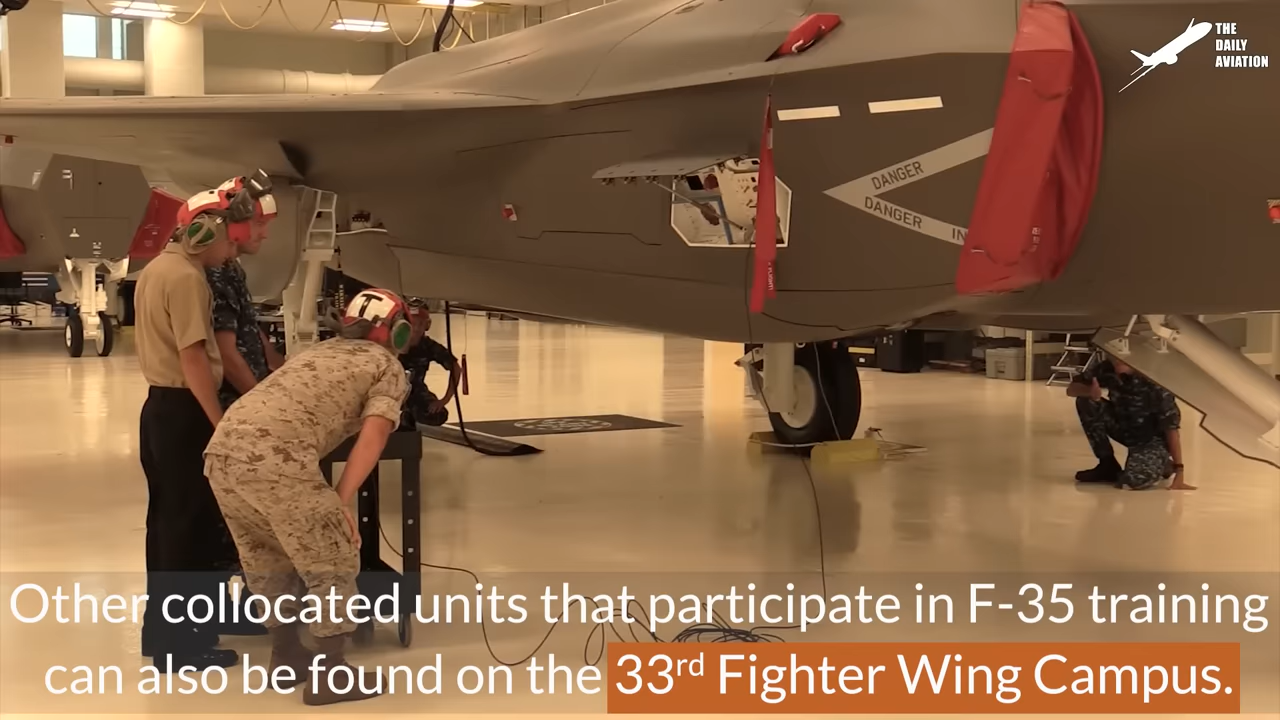 THE
DAILY
AVIATION
DANGER
DANGER
IN
T
Other collocated units that participate in F-35 training
can also be found on the 33rd Fighter Wing Campus.